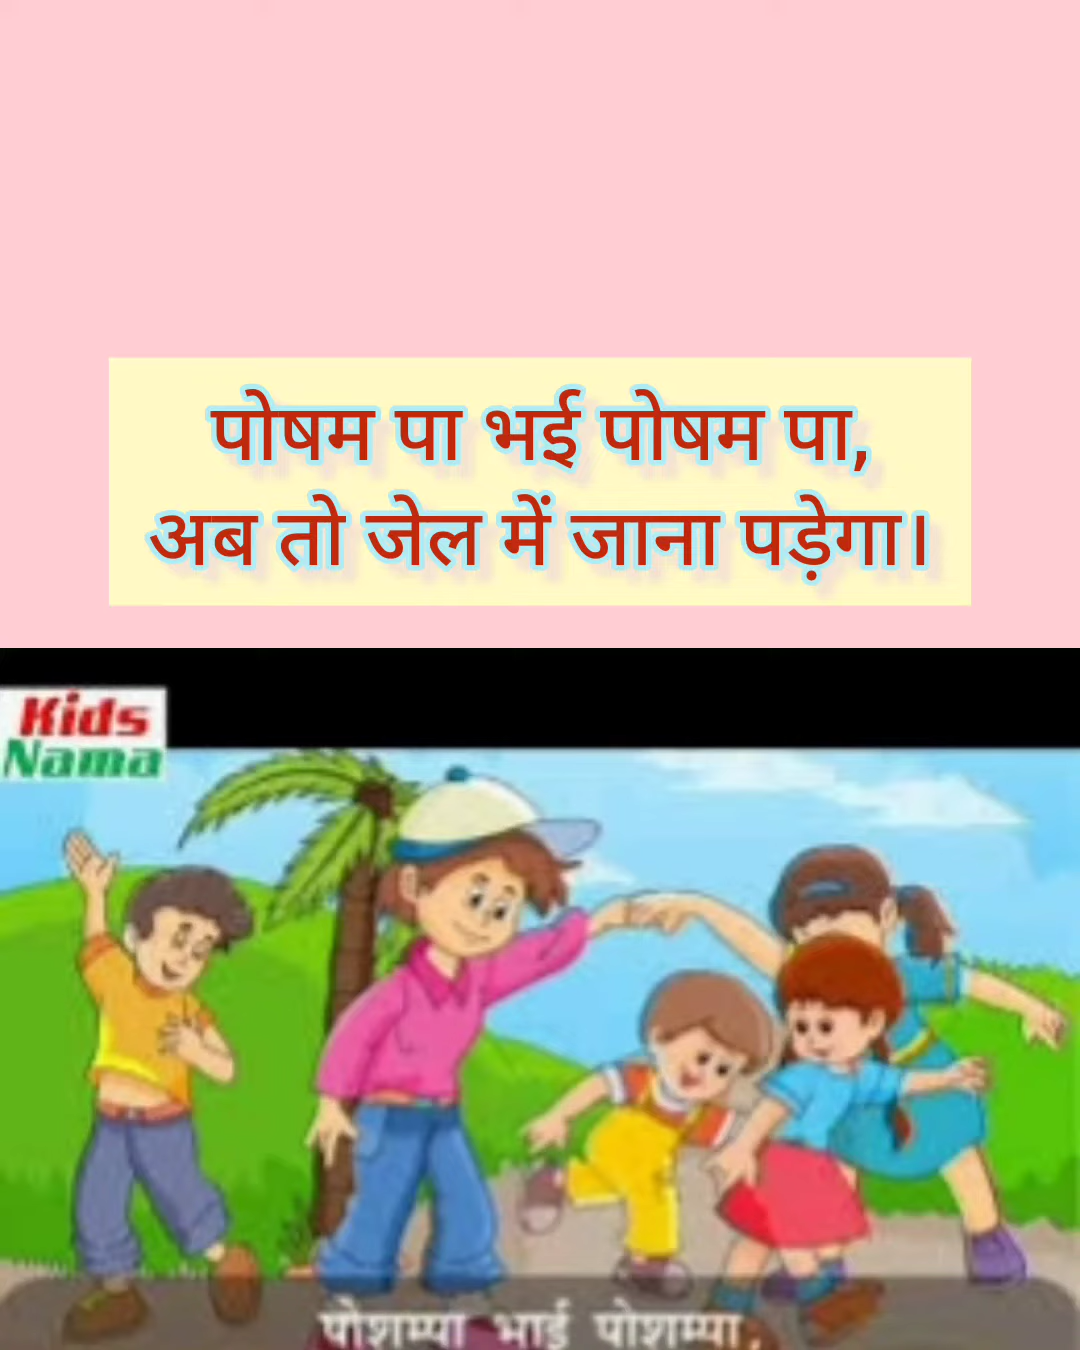 पोषम पा भई पोषम पा,
अब तो जेल में जाना पड़ेगा।
Kids
Nama
पोशम्पा भाई पोशम्पा,